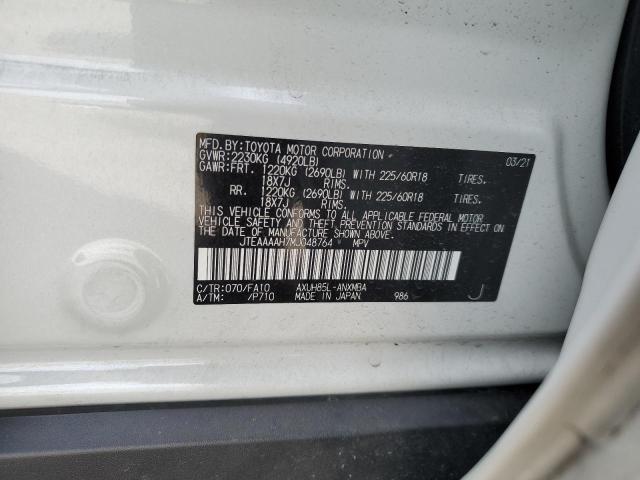 MFD.BY:TOYOTA MOTOR CORPORATION 03/21
GVWR:2230KG (4920LB)
GAWR:FRT. 1220KG (2690LB) WITH 225/60R18 TIRES.
18X7J RIMS.
RR. 1220KG (2690LB) WITH 225/60R18 TIRES.
18X7J RIMS.
THIS VEHICLE CONFORMS TO ALL APPLICABLE FEDERAL MOTOR
VEHICLE SAFETY AND THEFT PREVENTION STANDARDS IN EFFECT ON
THE DATE OF MANUFACTURE SHOWN ABOVE.
JTEAAAAH7MJ048764 MPV
C/TR:070/FA10 AXUH85L-ANXMBA
A/TM: /P710 MADE IN JAPAN 986 J